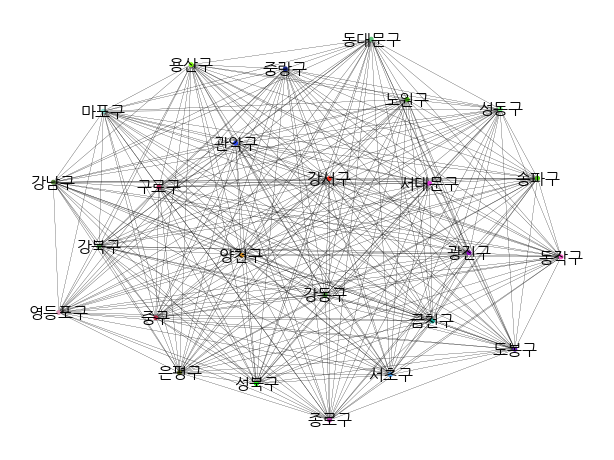 동대문구
용산구
중랑구
노원구
성동구
마포구
관악구
강남구
구로구
강서구
서대문구
송파구
강북구
양천구
광진구
동작구
강동구
영등포구
중구
금천구
도봉구
은평구
성북구
서초구
종로구